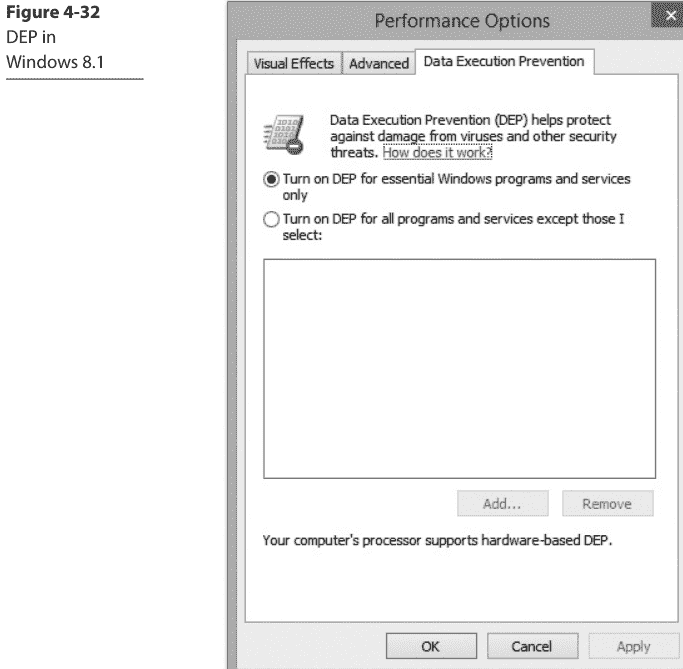 Figure 4-32
DEP in
Windows 8.1
Performance Options
Visual Effects Advanced Data Execution Prevention
Data Execution Prevention (DEP) helps protect
against damage from viruses and other security
threats. How does it work?
Turn on DEP for essential Windows programs and services
only
Turn on DEP for all programs and services except those I
select:
Add... Remove
Your computer's processor supports hardware-based DEP.
OK Cancel Apply